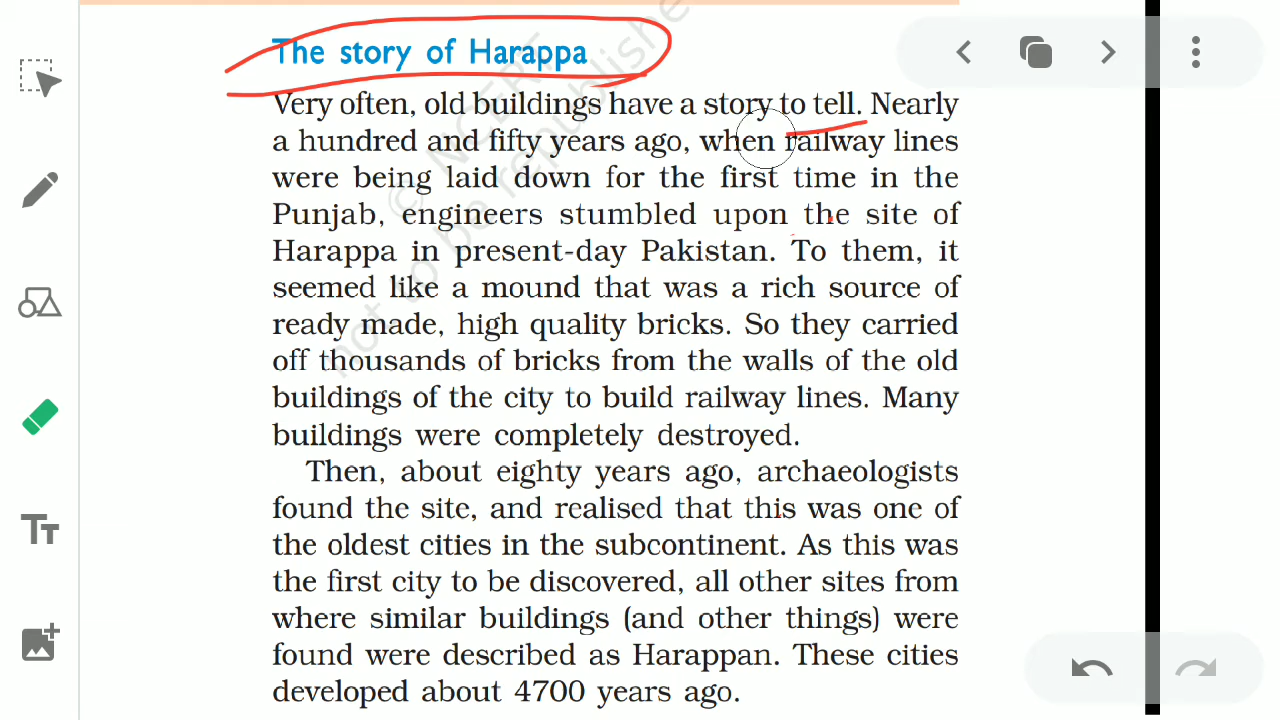 The story of Harappa
Very often, old buildings have a story to tell. Nearly
a hundred and fifty years ago, when railway lines
were being laid down for the first time in the
Punjab, engineers stumbled upon the site of
Harappa in present-day Pakistan. To them, it
seemed like a mound that was a rich source of
ready made, high quality bricks. So they carried
off thousands of bricks from the walls of the old
buildings of the city to build railway lines. Many
buildings were completely destroyed.
Then, about eighty years ago, archaeologists
found the site, and realised that this was one of
the oldest cities in the subcontinent. As this was
the first city to be discovered, all other sites from
where similar buildings (and other things) were
found were described as Harappan. These cities
developed about 4700 years ago.
© NCERT
not to be republishe
Tт